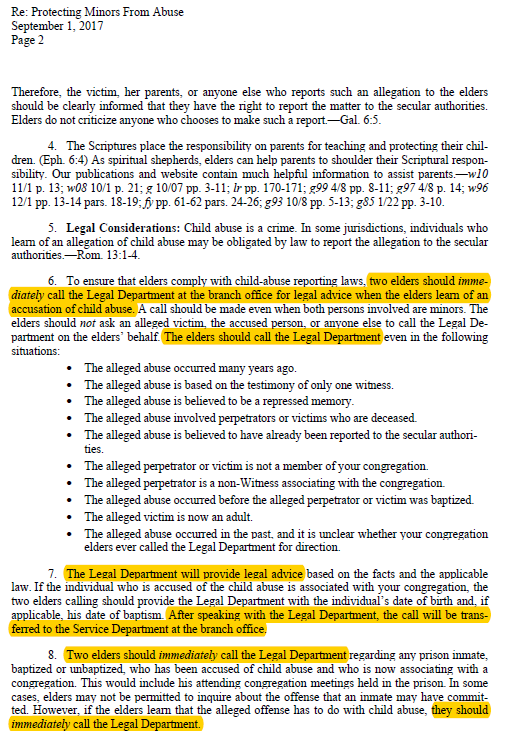 Re: Protecting Minors From Abuse
September 1, 2017
Page 2
Therefore, the victim, her parents, or anyone else who reports such an allegation to the elders
should be clearly informed that they have the right to report the matter to the secular authorities.
Elders do not criticize anyone who chooses to make such a report.—Gal. 6:5.
4. The Scriptures place the responsibility on parents for teaching and protecting their chil-
dren. (Eph. 6:4) As spiritual shepherds, elders can help parents to shoulder their Scriptural respon-
sibility. Our publications and website contain much helpful information to assist parents.—w10
11/1 p. 13; w08 10/1 p. 21; g 10/07 pp. 3-11; lr pp. 170-171; g99 4/8 pp. 8-11; g97 4/8 p. 14; w96
12/1 pp. 13-14 pars. 18-19; fy pp. 61-62 pars. 24-26; g93 10/8 pp. 5-13; g85 1/22 pp. 3-10.
5. Legal Considerations: Child abuse is a crime. In some jurisdictions, individuals who
learn of an allegation of child abuse may be obligated by law to report the allegation to the secular
authorities.—Rom. 13:1-4.
6. To ensure that elders comply with child-abuse reporting laws, two elders should imme-
diately call the Legal Department at the branch office for legal advice when the elders learn of an
accusation of child abuse. A call should be made even when both persons involved are minors. The
elders should not ask an alleged victim, the accused person, or anyone else to call the Legal De-
partment on the elders' behalf. The elders should call the Legal Department even in the following
situations:
• The alleged abuse occurred many years ago.
• The alleged abuse is based on the testimony of only one witness.
• The alleged abuse is believed to be a repressed memory.
• The alleged abuse involved perpetrators or victims who are deceased.
• The alleged abuse is believed to have already been reported to the secular authori-
ties.
• The alleged perpetrator or victim is not a member of your congregation.
• The alleged perpetrator is a non-Witness associating with the congregation.
• The alleged abuse occurred before the alleged perpetrator or victim was baptized.
• The alleged victim is now an adult.
• The alleged abuse occurred in the past, and it is unclear whether your congregation
elders ever called the Legal Department for direction.
7. The Legal Department will provide legal advice based on the facts and the applicable
law. If the individual who is accused of the child abuse is associated with your congregation, the
two elders calling should provide the Legal Department with the individual's date of birth and, if
applicable, his date of baptism. After speaking with the Legal Department, the call will be trans-
ferred to the Service Department at the branch office.
8. Two elders should immediately call the Legal Department regarding any prison inmate,
baptized or unbaptized, who has been accused of child abuse and who is now associating with a
congregation. This would include his attending congregation meetings held in the prison. In some
cases, elders may not be permitted to inquire about the offense that an inmate may have commit-
ted. However, if the elders learn that the alleged offense has to do with child abuse, they should
immediately call the Legal Department.